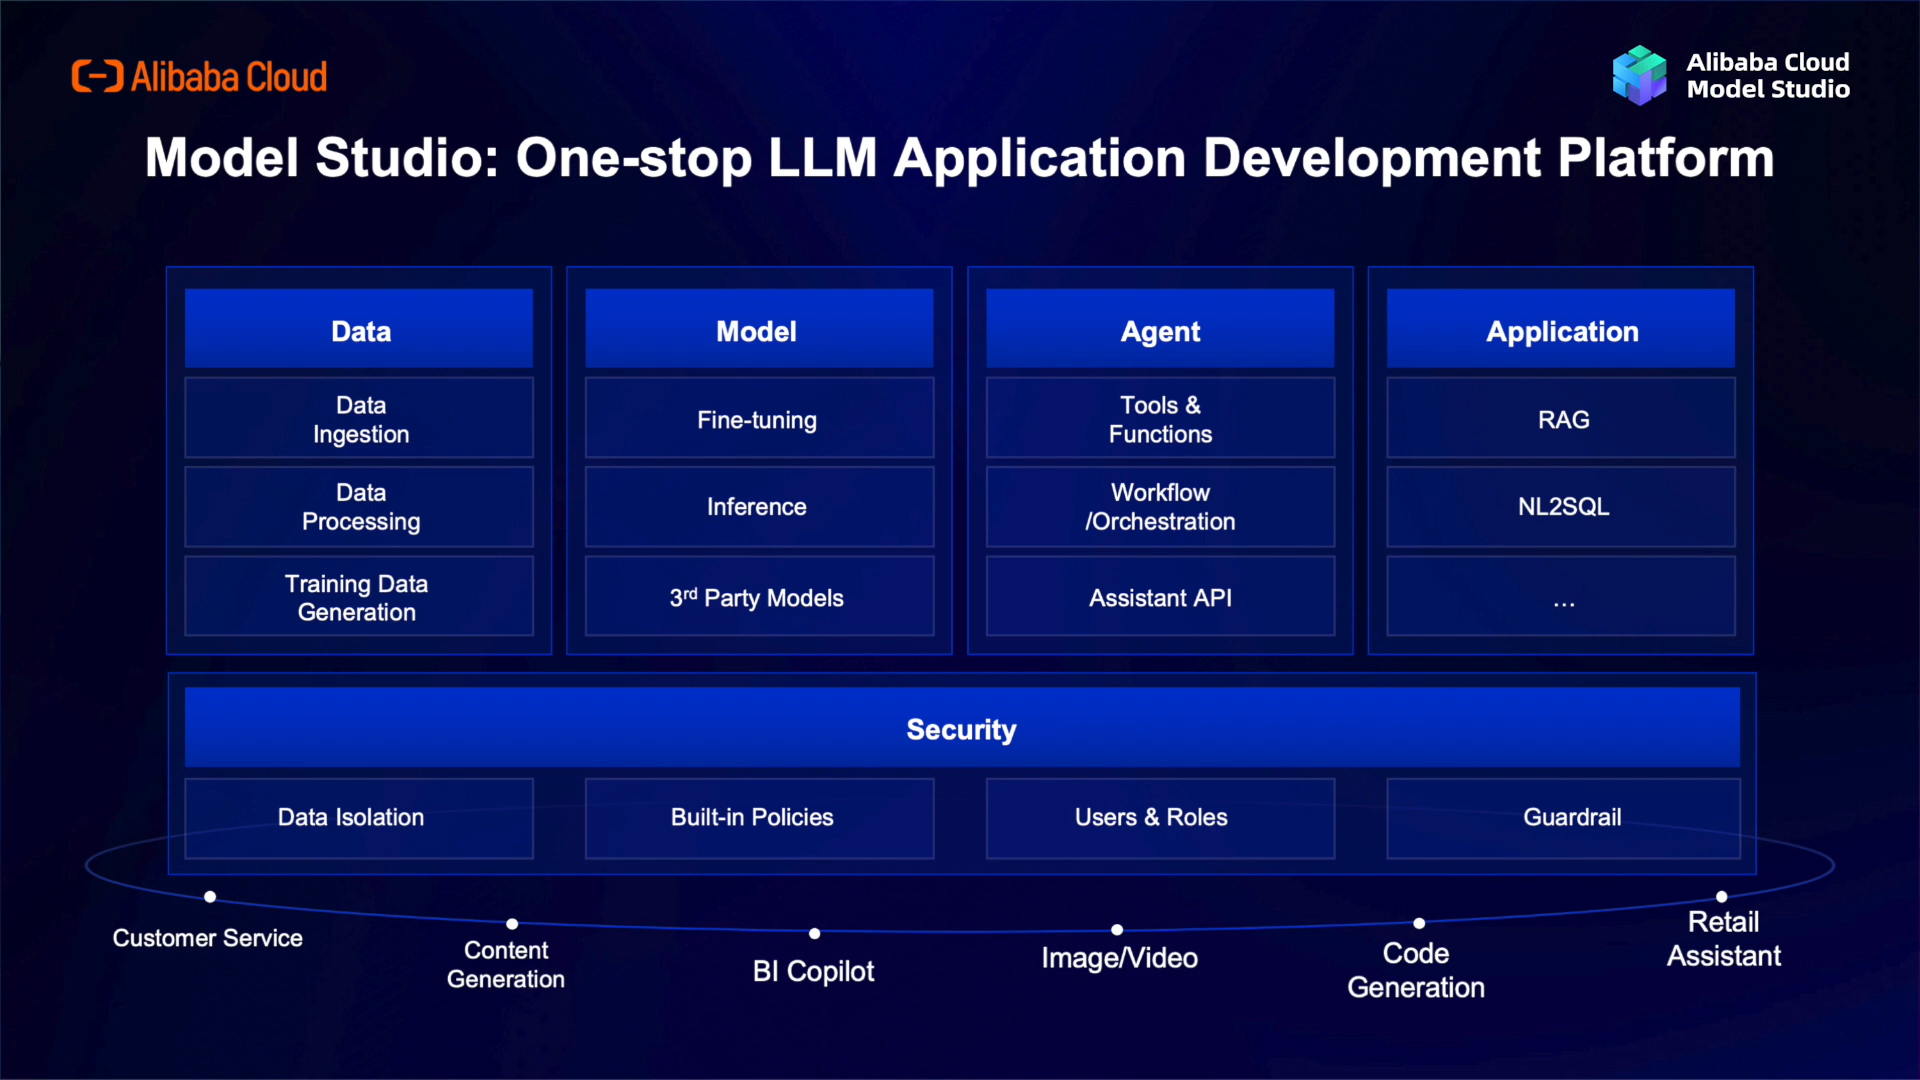 Alibaba Cloud
Alibaba Cloud
Model Studio
Model Studio: One-stop LLM Application Development Platform
Data
Data
Ingestion
Data
Processing
Training Data
Generation
Model
Fine-tuning
Inference
3rd Party Models
Agent
Tools &
Functions
Workflow
/Orchestration
Assistant API
Application
RAG
NL2SQL
...
Security
Data Isolation
Built-in Policies
Users & Roles
Guardrail
Customer Service
Content
Generation
BI Copilot
Image/Video
Code
Generation
Retail
Assistant